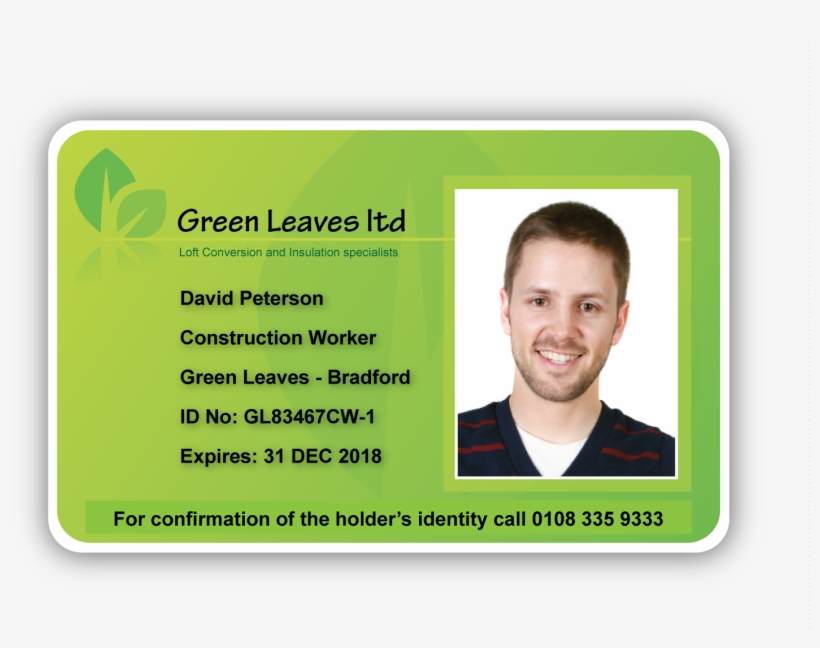 Green Leaves ltd
Loft Conversion and Insulation specialists
David Peterson
Construction Worker
Green Leaves - Bradford
ID No: GL83467CW-1
Expires: 31 DEC 2018
For confirmation of the holder's identity call 0108 335 9333